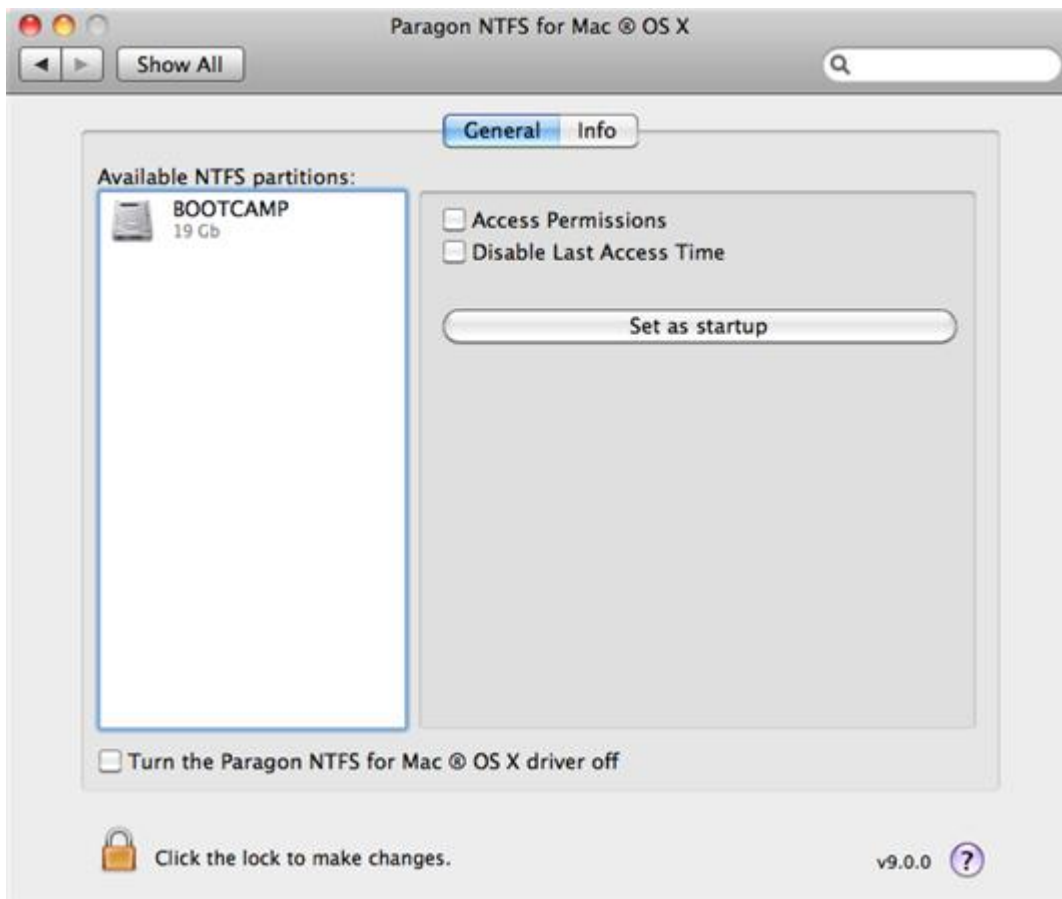 Paragon NTFS for Mac ® OS X
Show All
General Info
Available NTFS partitions:
BOOTCAMP
19 Gb
Access Permissions
Disable Last Access Time
Set as startup
Turn the Paragon NTFS for Mac ® OS X driver off
Click the lock to make changes.
v9.0.0 ?